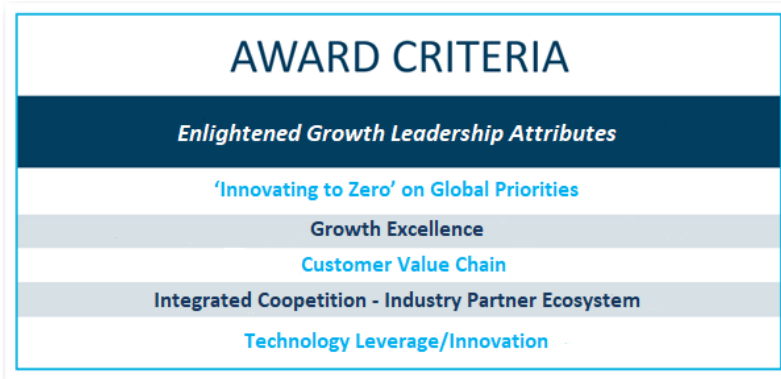 AWARD CRITERIA
Enlightened Growth Leadership Attributes
‘Innovating to Zero’ on Global Priorities
Growth Excellence
Customer Value Chain
Integrated Coopetition - Industry Partner Ecosystem
Technology Leverage/Innovation